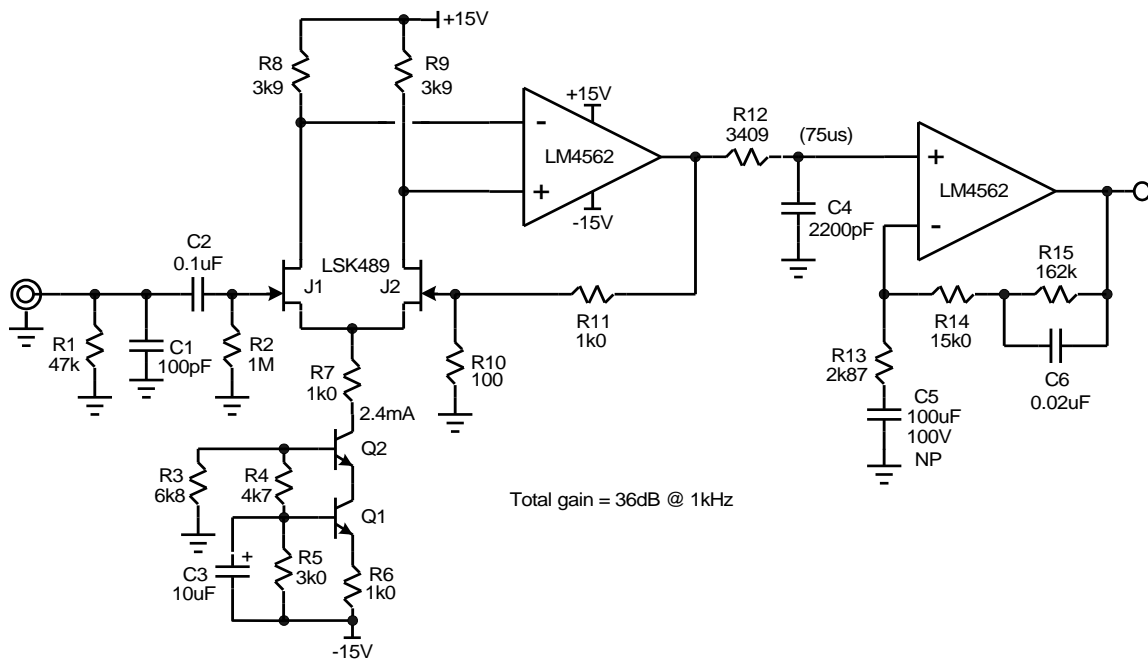 +15V
R8
3k9
R9
3k9
+15V
-
LM4562
+
-15V
R12
3409
(75us)
+
LM4562
-
C4
2200pF
C2
0.1uF
LSK489
J1
J2
R15
162k
R1
47k
C1
100pF
R2
1M
R11
1k0
R10
100
R14
15k0
R13
2k87
C6
0.02uF
R7
1k0
2.4mA
C5
100uF
100V
NP
Q2
R3
6k8
R4
4k7
Total gain = 36dB @ 1kHz
Q1
+
C3
10uF
R5
3k0
R6
1k0
-15V